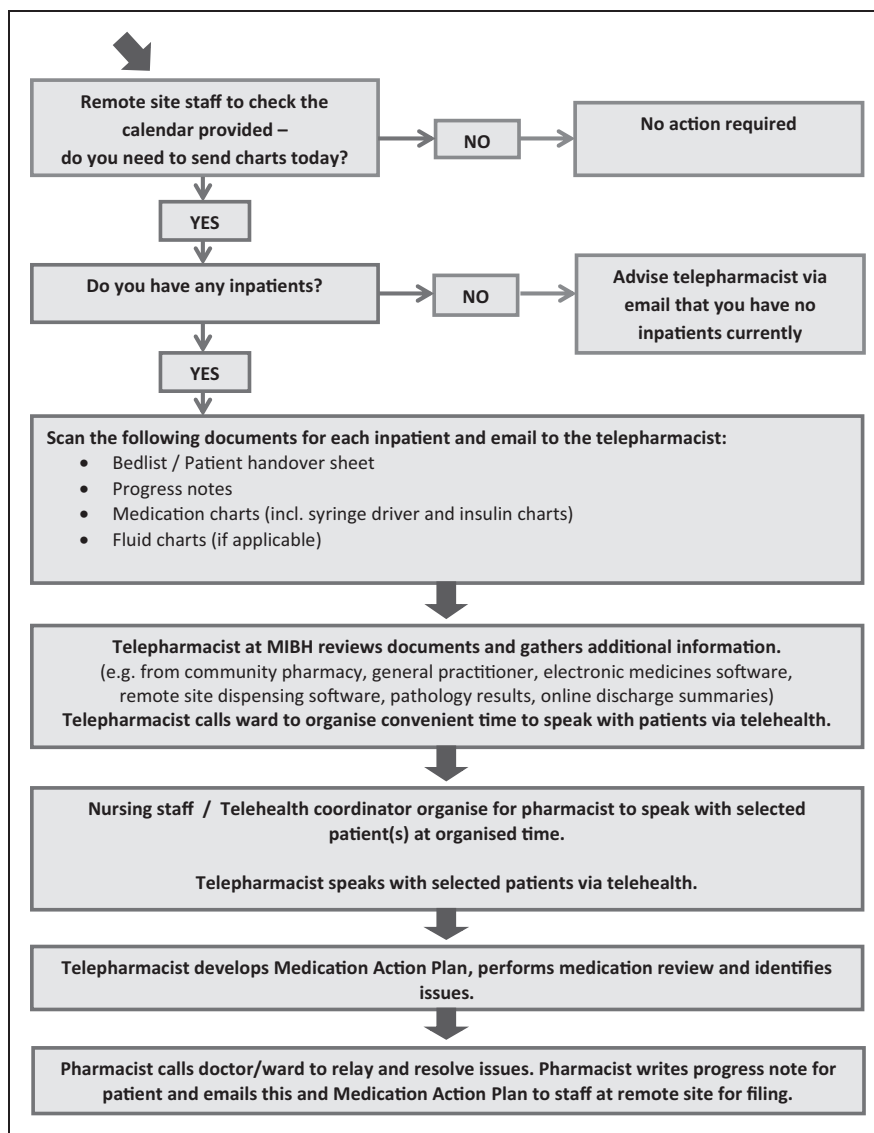 Remote site staff to check the
calendar provided –
do you need to send charts today?
NO
No action required
YES
Do you have any inpatients?
NO
Advise telepharmacist via
email that you have no
inpatients currently
YES
Scan the following documents for each inpatient and email to the telepharmacist:
• Bedlist / Patient handover sheet
• Progress notes
• Medication charts (incl. syringe driver and insulin charts)
• Fluid charts (if applicable)
Telepharmacist at MIBH reviews documents and gathers additional information.
(e.g. from community pharmacy, general practitioner, electronic medicines software,
remote site dispensing software, pathology results, online discharge summaries)
Telepharmacist calls ward to organise convenient time to speak with patients via telehealth.
Nursing staff / Telehealth coordinator organise for pharmacist to speak with selected
patient(s) at organised time.
Telepharmacist speaks with selected patients via telehealth.
Telepharmacist develops Medication Action Plan, performs medication review and identifies
issues.
Pharmacist calls doctor/ward to relay and resolve issues. Pharmacist writes progress note for
patient and emails this and Medication Action Plan to staff at remote site for filing.